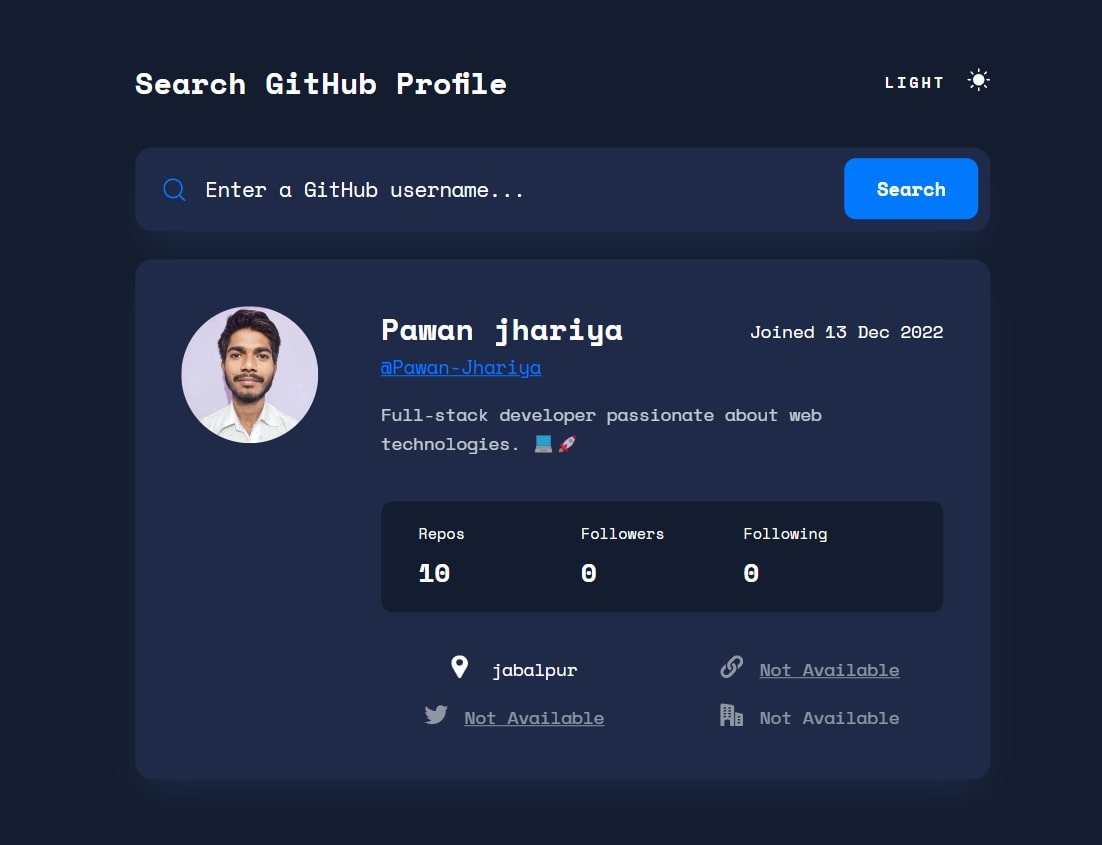 Search GitHub Profile
LIGHT
Enter a GitHub username...
Search
Pawan jhariya
Joined 13 Dec 2022
@Pawan-Jhariya
Full-stack developer passionate about web
technologies. 💻🚀
Repos Followers Following
10 0 0
jabalpur
Not Available
Not Available
Not Available